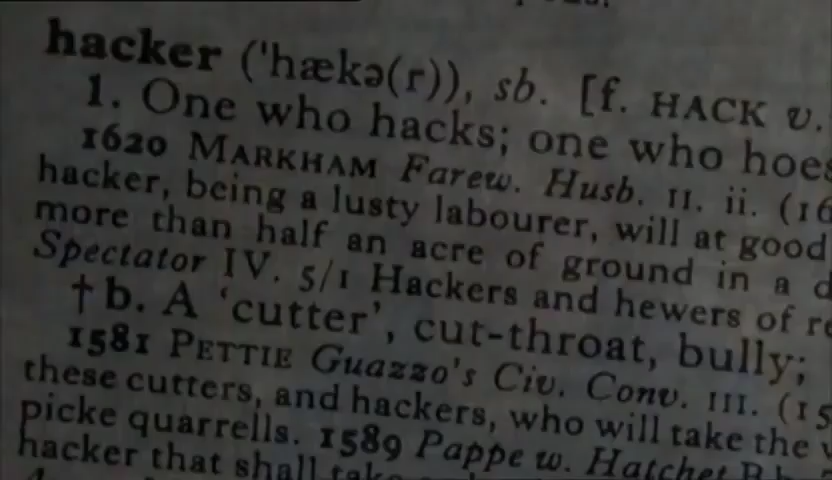 hacker ('hækə(r)), sb. [f. HACK v.
1. One who hacks; one who hoes
1620 MARKHAM Farew. Husb. II. ii. (16
hacker, being a lusty labourer, will at good
more than half an acre of ground in a d
Spectator IV. 5/1 Hackers and hewers of r
†b. A ‘cutter’, cut-throat, bully;
1581 PETTIE Guazzo's Civ. Conv. III. (15
these cutters, and hackers, who will take the
picke quarrells. 1589 Pappe w. Hatchet B
hacker that shall take